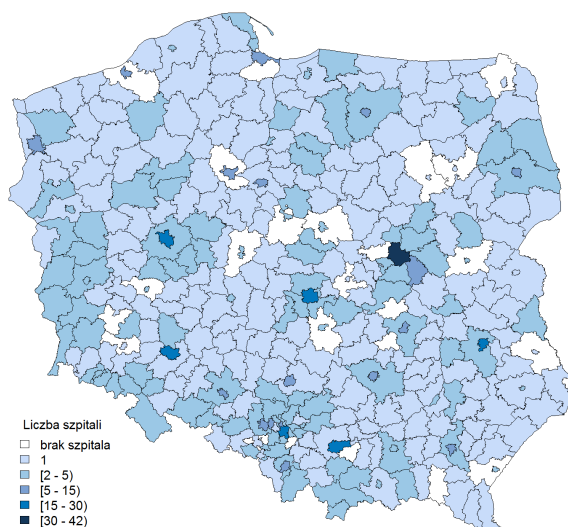 Liczba szpitali
brak szpitala
1
[2 - 5)
[5 - 15)
[15 - 30)
[30 - 42)